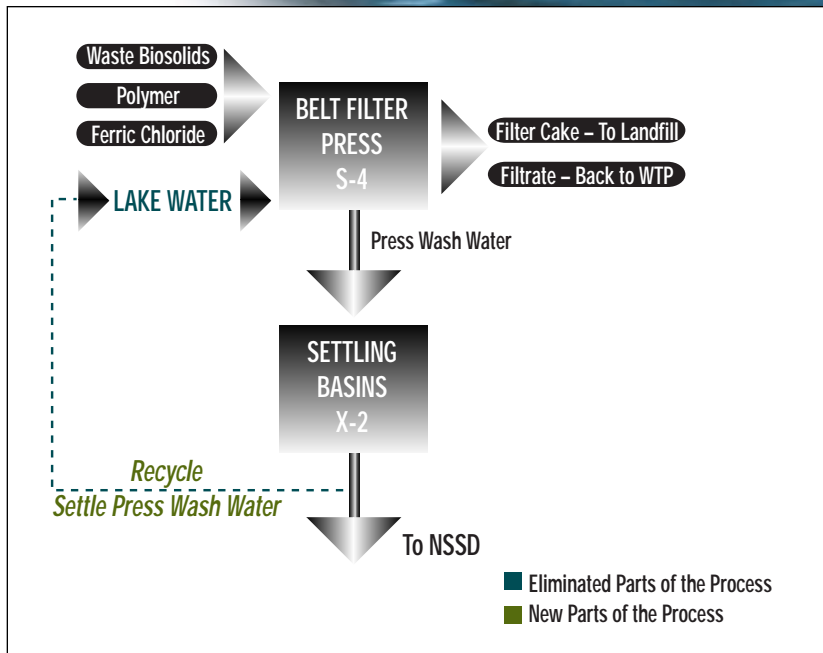 Waste Biosolids
Polymer
Ferric Chloride
BELT FILTER
PRESS
S-4
Filter Cake – To Landfill
Filtrate – Back to WTP
LAKE WATER
Press Wash Water
SETTLING
BASINS
X-2
Recycle
Settle Press Wash Water
To NSSD
Eliminated Parts of the Process
New Parts of the Process